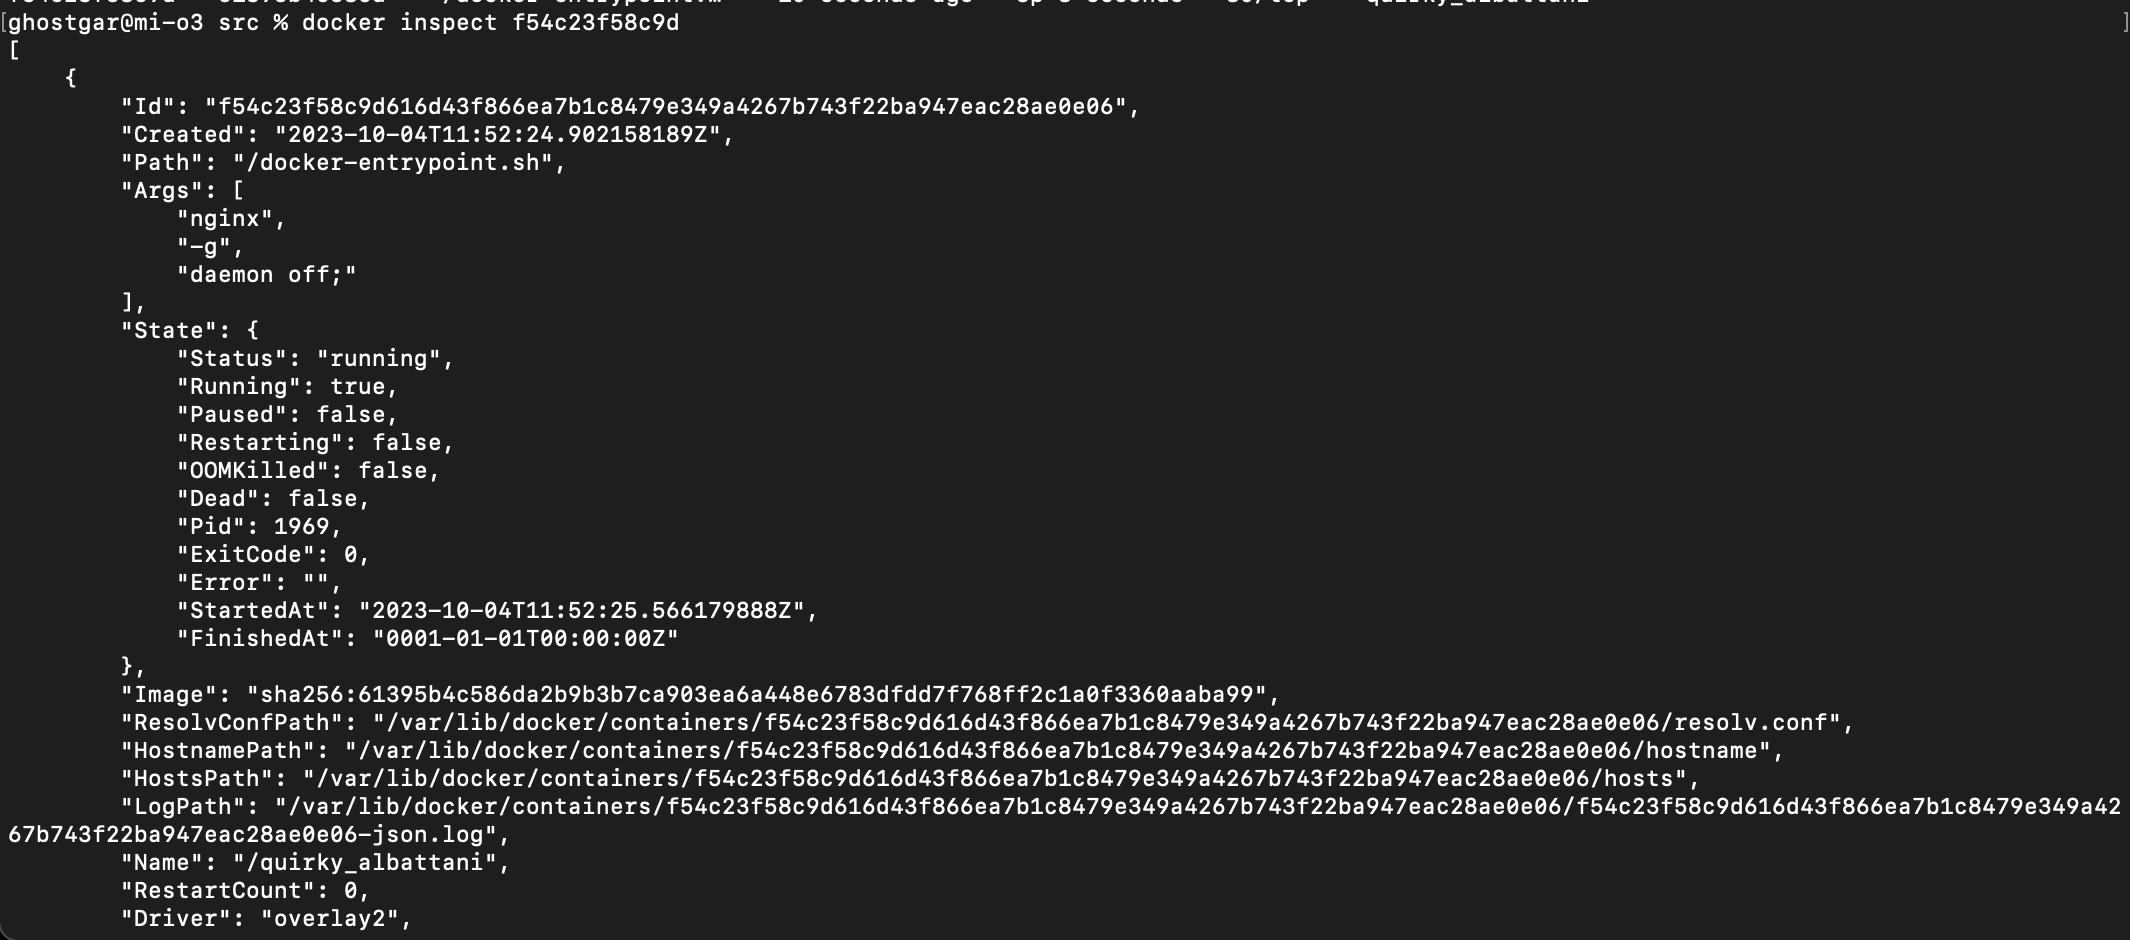 [ghostgar@mi-o3 src % docker inspect f54c23f58c9d ]
[
    {
        "Id": "f54c23f58c9d616d43f866ea7b1c8479e349a4267b743f22ba947eac28ae0e06",
        "Created": "2023-10-04T11:52:24.902158189Z",
        "Path": "/docker-entrypoint.sh",
        "Args": [
            "nginx",
            "-g",
            "daemon off;"
        ],
        "State": {
            "Status": "running",
            "Running": true,
            "Paused": false,
            "Restarting": false,
            "OOMKilled": false,
            "Dead": false,
            "Pid": 1969,
            "ExitCode": 0,
            "Error": "",
            "StartedAt": "2023-10-04T11:52:25.566179888Z",
            "FinishedAt": "0001-01-01T00:00:00Z"
        },
        "Image": "sha256:61395b4c586da2b9b3b7ca903ea6a448e6783dfdd7f768ff2c1a0f3360aaba99",
        "ResolvConfPath": "/var/lib/docker/containers/f54c23f58c9d616d43f866ea7b1c8479e349a4267b743f22ba947eac28ae0e06/resolv.conf",
        "HostnamePath": "/var/lib/docker/containers/f54c23f58c9d616d43f866ea7b1c8479e349a4267b743f22ba947eac28ae0e06/hostname",
        "HostsPath": "/var/lib/docker/containers/f54c23f58c9d616d43f866ea7b1c8479e349a4267b743f22ba947eac28ae0e06/hosts",
        "LogPath": "/var/lib/docker/containers/f54c23f58c9d616d43f866ea7b1c8479e349a4267b743f22ba947eac28ae0e06/f54c23f58c9d616d43f866ea7b1c8479e349a42
67b743f22ba947eac28ae0e06-json.log",
        "Name": "/quirky_albattani",
        "RestartCount": 0,
        "Driver": "overlay2",